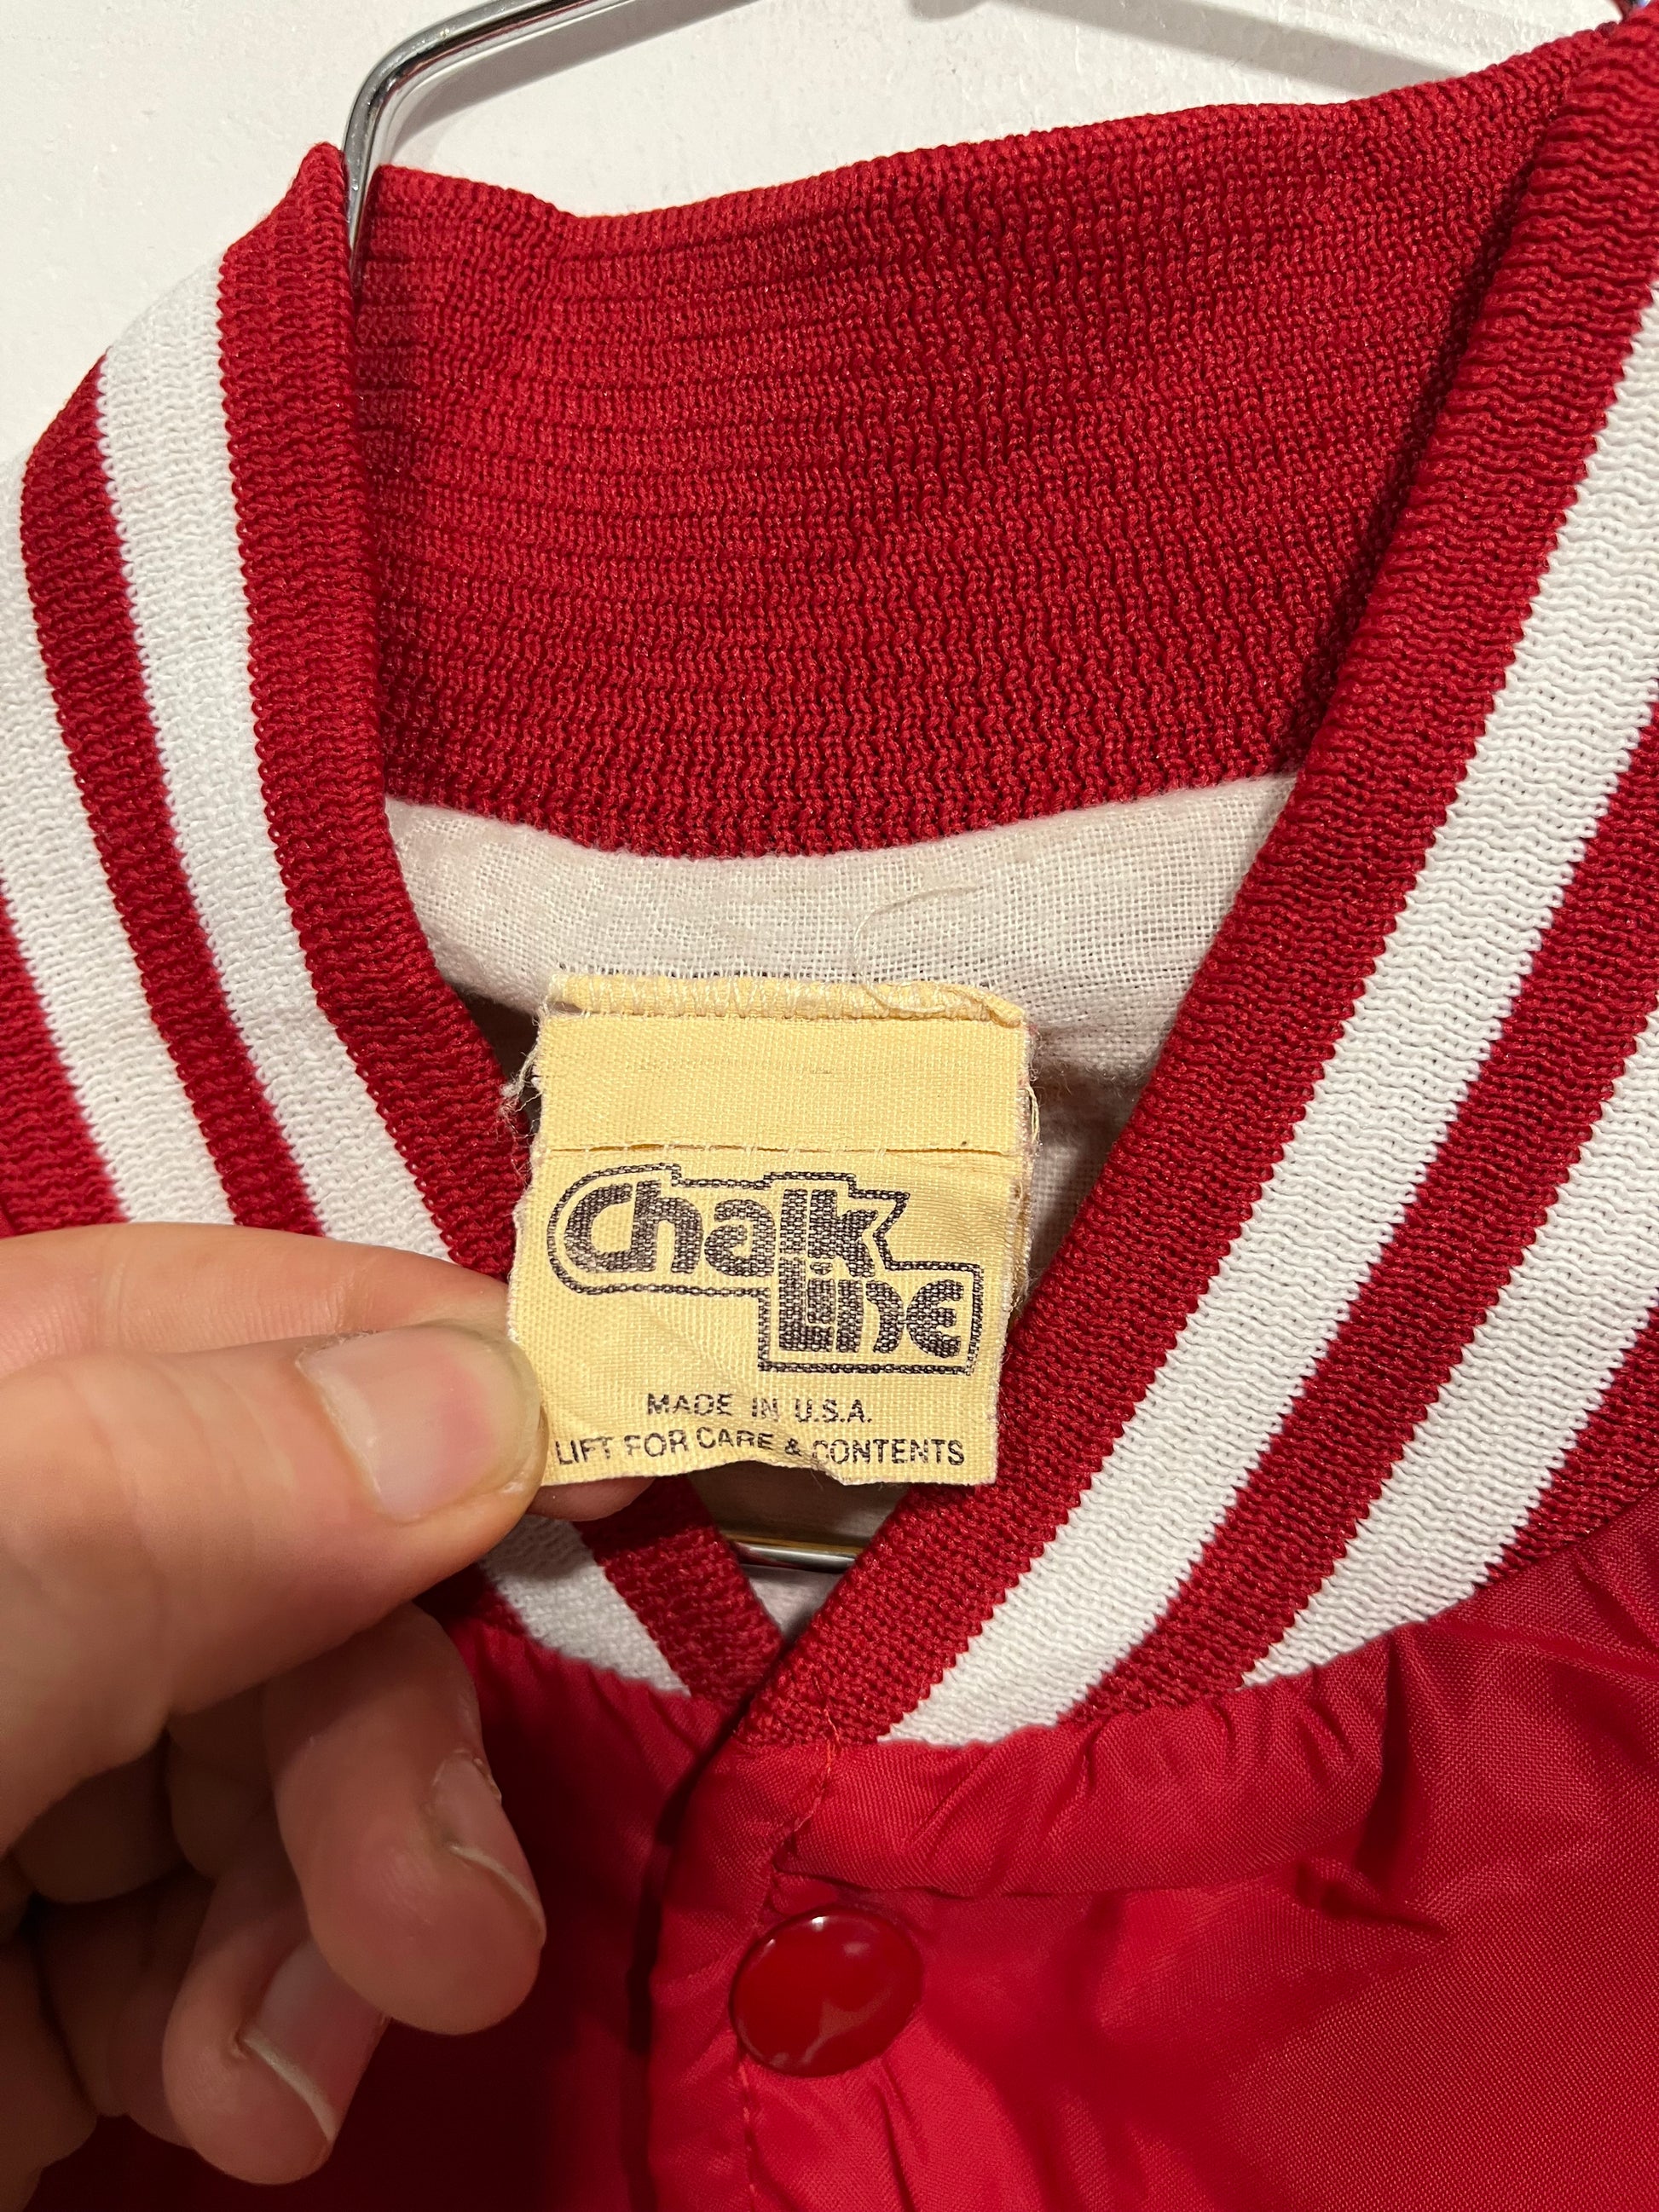 Chalk
Line
MADE IN U.S.A.
LIFT FOR CARE & CONTENTS